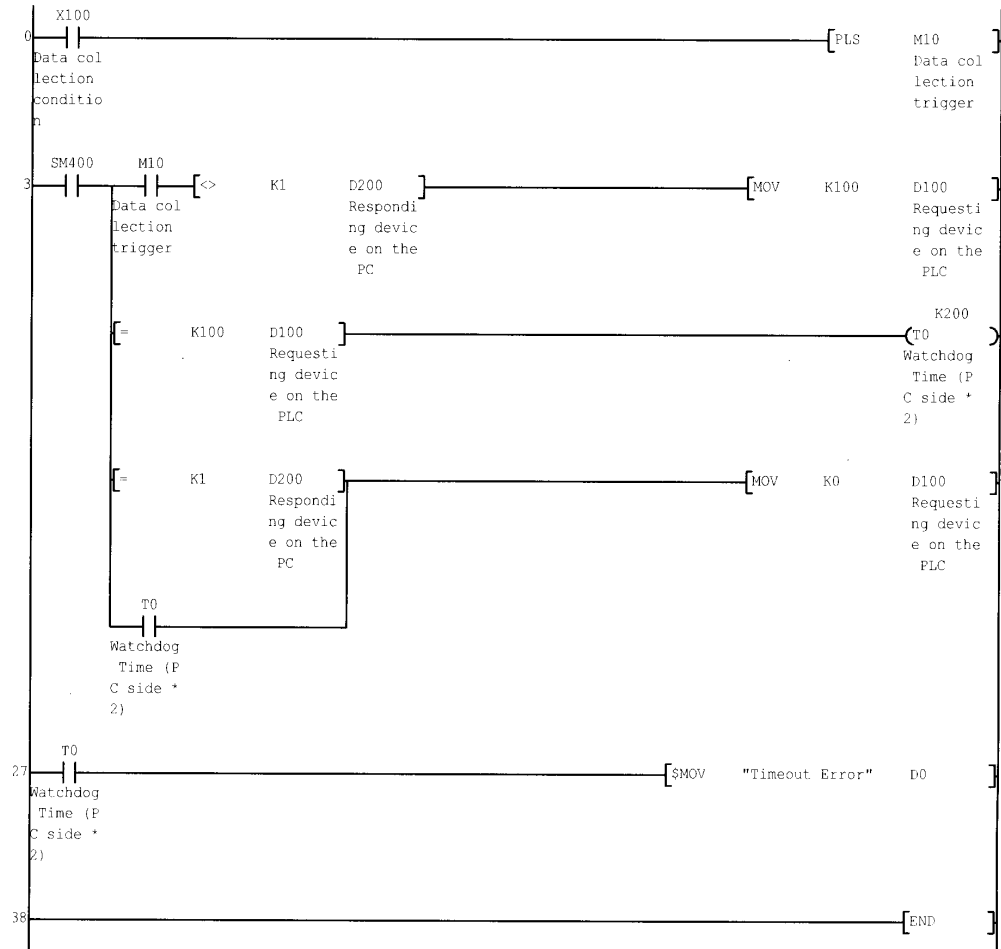 X100
0 [PLS M10 ]
Data col Data col
lection lection
conditio trigger
n
SM400 M10
3 [<> K1 D200 ] [MOV K100 D100 ]
Data col Respondi Requesti
lection ng devic ng devic
trigger e on the e on the
PC PLC
K200
[= K100 D100 ] (T0 )
Requesti Watchdog
ng devic Time (P
e on the C side *
PLC 2)
[= K1 D200 ] [MOV K0 D100 ]
Respondi Requesti
ng devic ng devic
e on the e on the
PC PLC
T0
Watchdog
Time (P
C side *
2)
T0
27 [$MOV "Timeout Error" D0 ]
Watchdog
Time (P
C side *
2)
38 [END ]